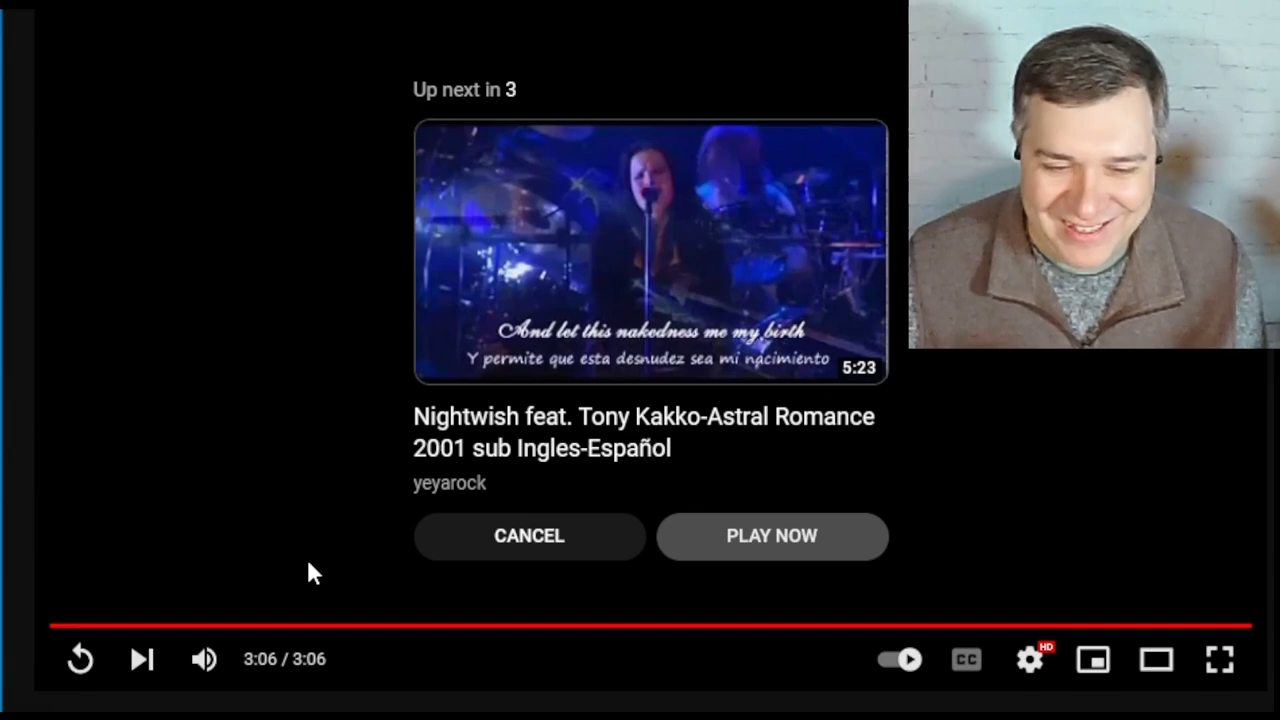 Up next in 3
And let this nakedness me my birth
Y permite que esta desnudez sea mi nacimiento
5:23
Nightwish feat. Tony Kakko-Astral Romance
2001 sub Ingles-Español
yeyarock
CANCEL
PLAY NOW
3:06 / 3:06
CC
HD